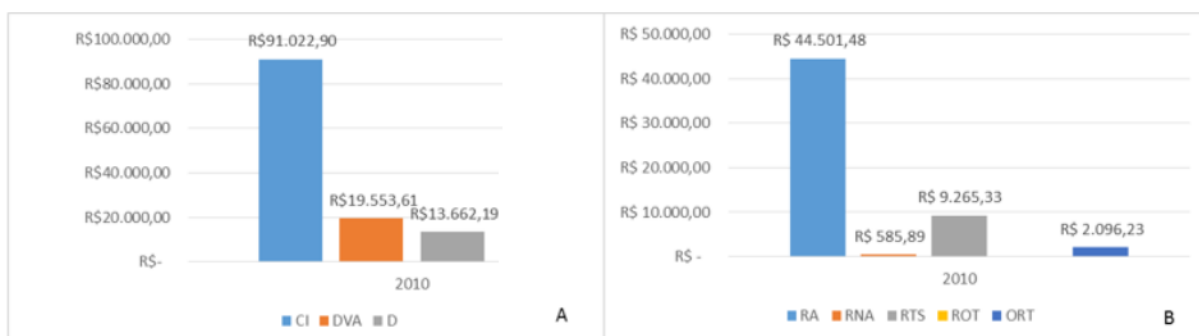 R$100.000,00
R$91.022,90
R$80.000,00
R$60.000,00
R$40.000,00
R$19.553,61
R$20.000,00
R$13.662,19
R$-
2010
CI DVA D
A
R$ 50.000,00
R$ 44.501,48
R$ 40.000,00
R$ 30.000,00
R$ 20.000,00
R$ 9.265,33
R$ 10.000,00
R$ 585,89
R$ 2.096,23
R$ -
2010
RA RNA RTS ROT ORT
B